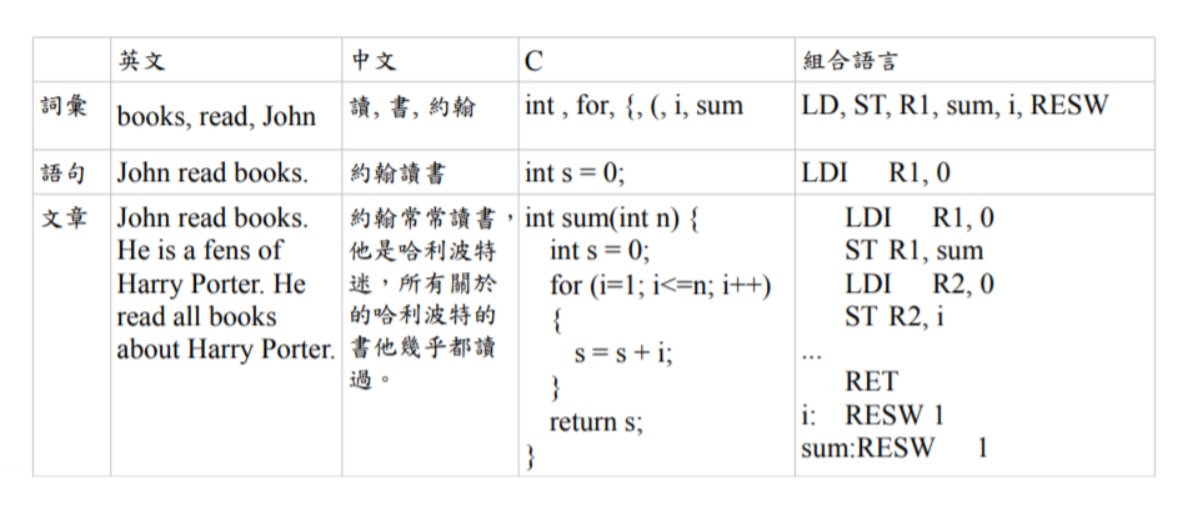 英文 中文 C 組合語言
詞彙 books, read, John 讀, 書, 約翰 int , for, {, (, i, sum LD, ST, R1, sum, i, RESW
語句 John read books. 約翰讀書 int s = 0; LDI R1, 0
文章 John read books.
He is a fens of
Harry Porter. He
read all books
about Harry Porter.
約翰常常讀書，
他是哈利波特
迷，所有關於
的哈利波特的
書他幾乎都讀
過。
int sum(int n) {
int s = 0;
for (i=1; i<=n; i++)
{
s = s + i;
}
return s;
}
LDI R1, 0
ST R1, sum
LDI R2, 0
ST R2, i
...
RET
i: RESW 1
sum:RESW 1